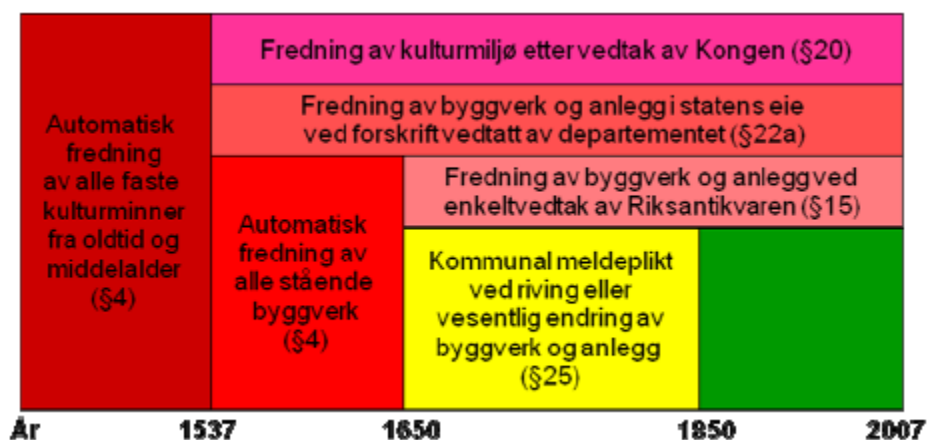 Fredning av kulturmiljø etter vedtak av Kongen (§20)
Fredning av byggverk og anlegg i statens eie
ved forskrift vedtatt av departementet (§22a)
Automatisk
fredning
av alle faste
kulturminner
fra oldtid og
middelalder
(§4)
Fredning av byggverk og anlegg ved
enkeltvedtak av Riksantikvaren (§15)
Automatisk
fredning av
alle stående
byggverk
(§4)
Kommunal meldeplikt
ved riving eller
vesentlig endring av
byggverk og anlegg
(§25)
År 1537 1650 1850 2007